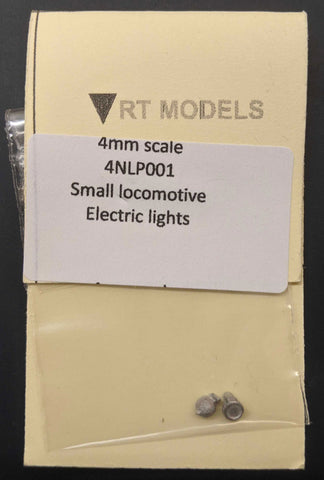 RT MODELS
4mm scale
4NLP001
Small locomotive
Electric lights